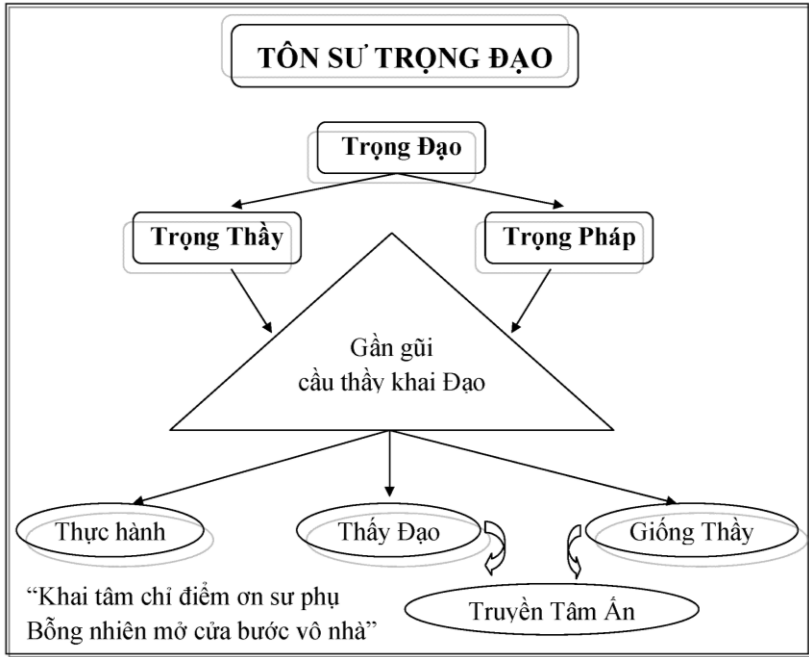 TÔN SƯ TRỌNG ĐẠO
Trọng Đạo
Trọng Thầy
Trọng Pháp
Gần gũi
cầu thầy khai Đạo
Thực hành
Thấy Đạo
Giống Thầy
Truyền Tâm Ấn
“Khai tâm chỉ điểm ơn sư phụ
Bỗng nhiên mở cửa bước vô nhà”